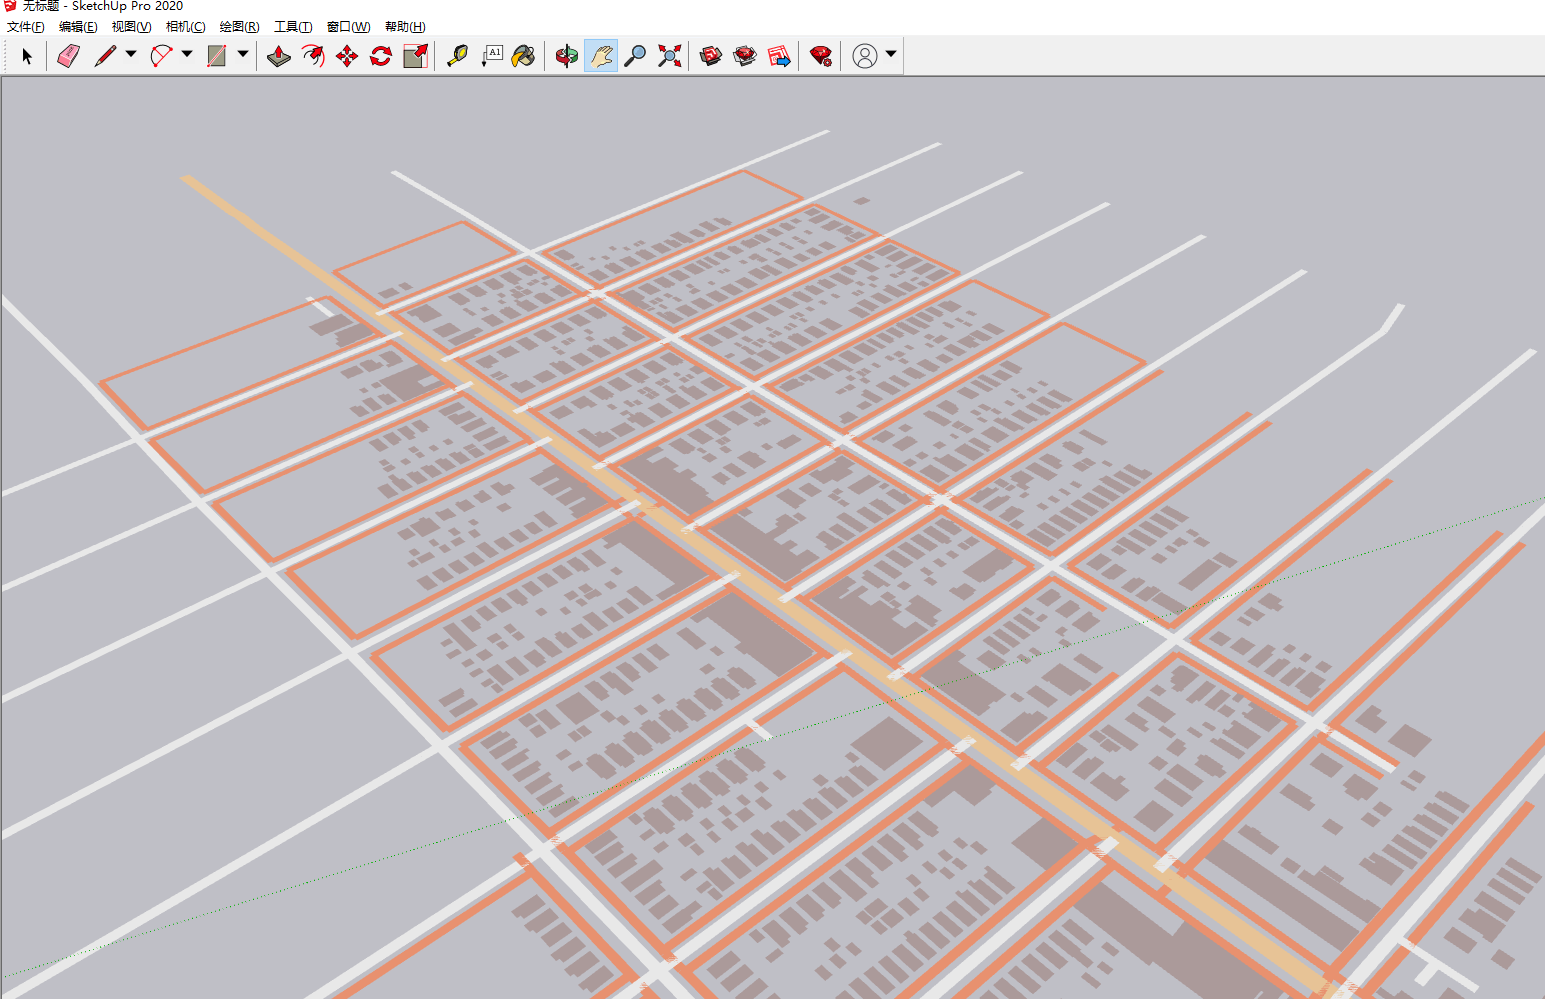 无标题 - SketchUp Pro 2020
文件(F) 编辑(E) 视图(V) 相机(C) 绘图(R) 工具(T) 窗口(W) 帮助(H)
A1